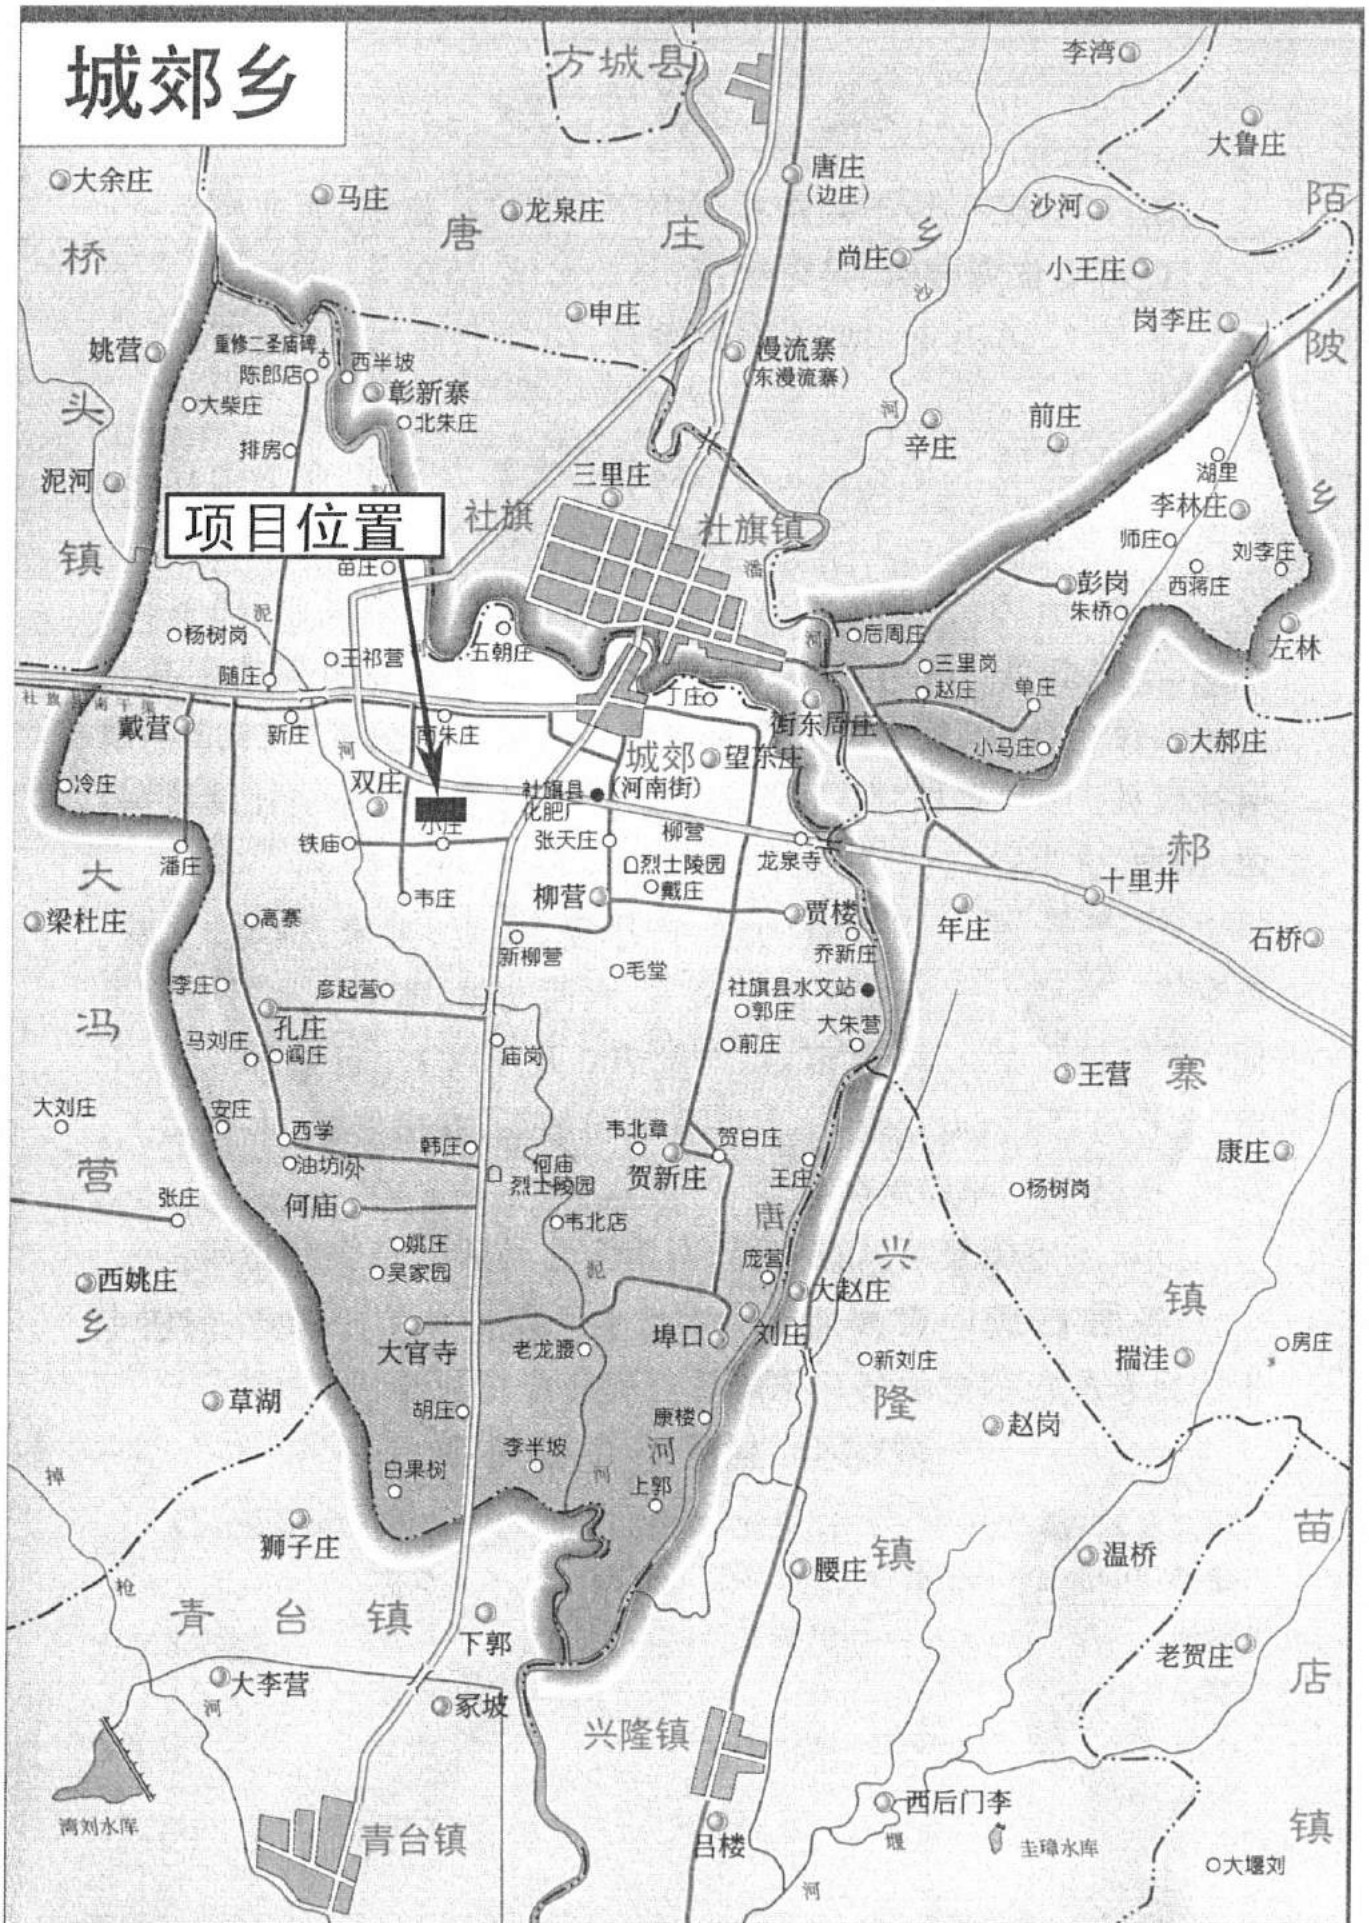 城郊乡
方城县
李湾
大鲁庄
大余庄
马庄
龙泉庄
唐庄
(边庄)
沙河
陌
桥
唐
庄
乡
尚庄
小王庄
沙
申庄
岗李庄
姚营
重修二圣庙碑
陈郎店
西半坡
漫流寨
(东漫流寨)
陂
头
大柴庄
彰新寨
北朱庄
河
辛庄
前庄
排房
泥河
三里庄
湖里
李林庄
乡
项目位置
社旗
社旗镇
师庄
刘李庄
镇
苗庄
潘
彭岗
西蒋庄
朱桥
泥
杨树岗
王祁营
河
五朝庄
河
后周庄
左林
随庄
三里岗
赵庄
单庄
丁庄
戴营
新庄
南朱庄
街东周庄
小马庄
大郝庄
河
城郊
望东庄
冷庄
双庄
社旗县
化肥厂
(河南街)
小庄
铁庙
张天庄
柳营
龙泉寺
郝
潘庄
烈士陵园
戴庄
大
韦庄
柳营
贾楼
十里井
梁杜庄
高寨
年庄
石桥
新柳营
乔新庄
毛堂
李庄
彦起营
社旗县水文站
郭庄
冯
孔庄
大朱营
马刘庄
阎庄
庙岗
前庄
王营
寨
大刘庄
安庄
西学
韩庄
韦北章
贺白庄
康庄
营
油坊
何庙
烈士陵园
贺新庄
王庄
杨树岗
张庄
何庙
韦北店
唐
姚庄
吴家园
泥
庞营
兴
西姚庄
大赵庄
镇
乡
大官寺
老龙腰
埠口
刘庄
新刘庄
揣洼
房庄
草湖
胡庄
康楼
隆
赵岗
掉
白果树
李半坡
河
河
上郭
狮子庄
苗
枪
腰庄
镇
温桥
青台镇
下郭
老贺庄
大李营
店
河
冢坡
兴隆镇
湾刘水库
青台镇
吕楼
西后门李
堰
圭璋水库
镇
大堰刘
河